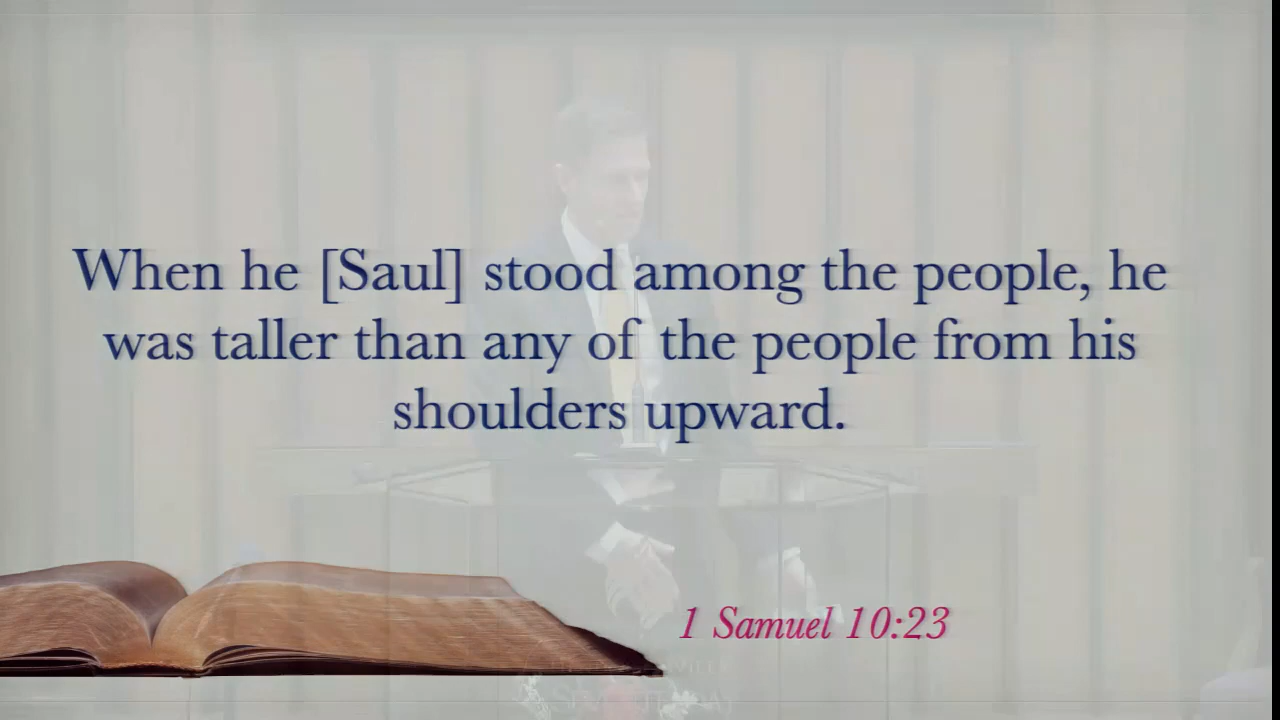 When he [Saul] stood among the people, he
was taller than any of the people from his
shoulders upward.
1 Samuel 10:23